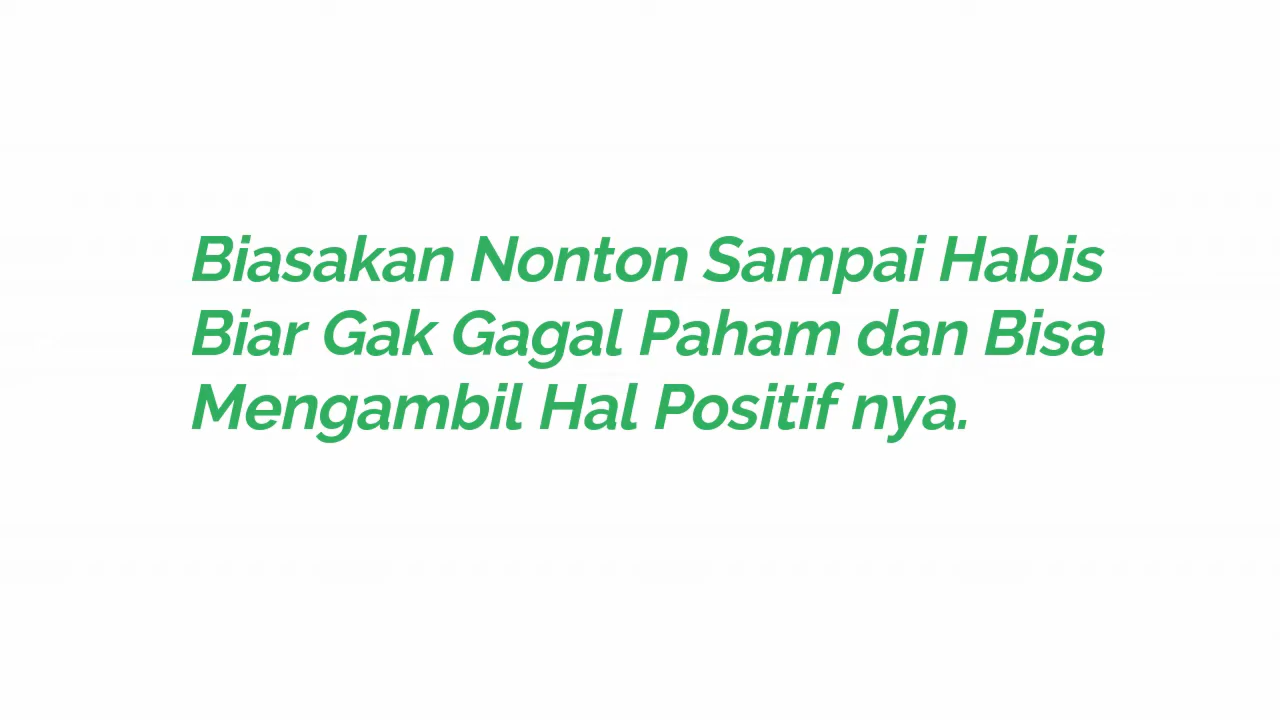 Biasakan Nonton Sampai Habis
Biar Gak Gagal Paham dan Bisa
Mengambil Hal Positif nya.